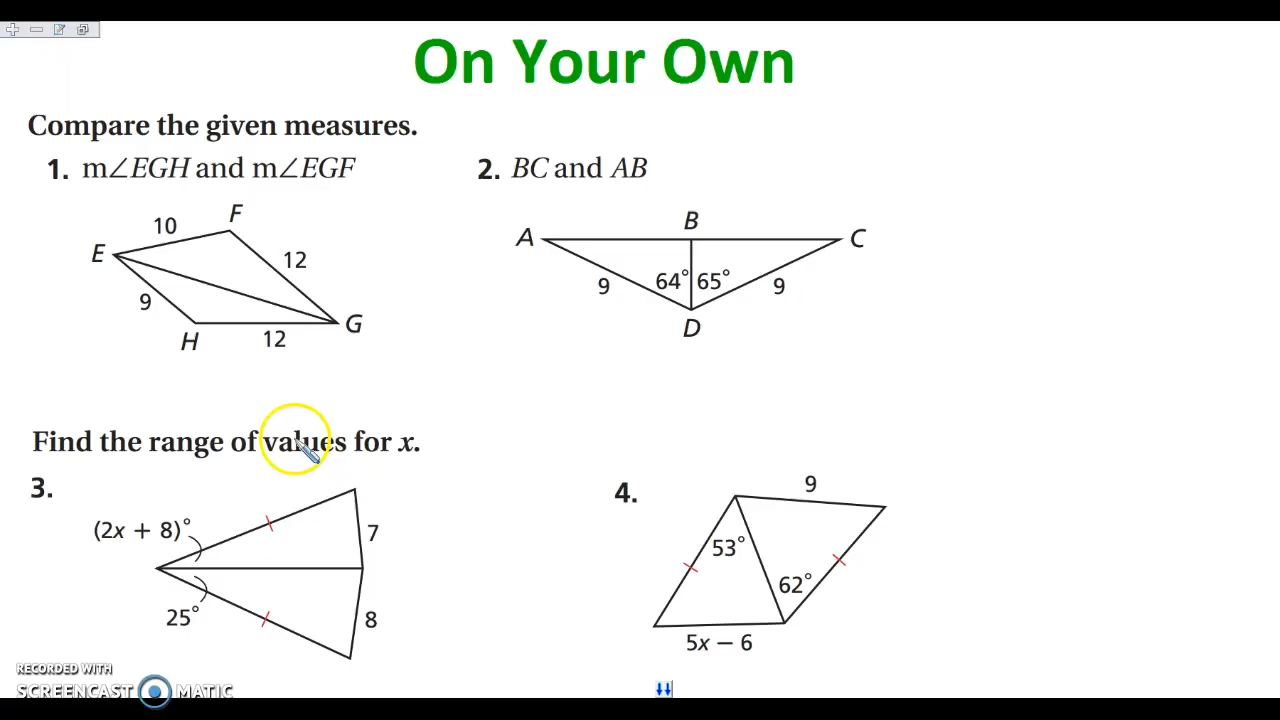 On Your Own
Compare the given measures.
1. m∠EGH and m∠EGF
2. BC and AB
F
10
E
12
9
G
H
12
B
A
C
64° 65°
9
9
D
Find the range of values for x.
3.
(2x + 8)°
7
25°
8
4.
9
53°
62°
5x − 6
RECORDED WITH
SCREENCAST MATIC